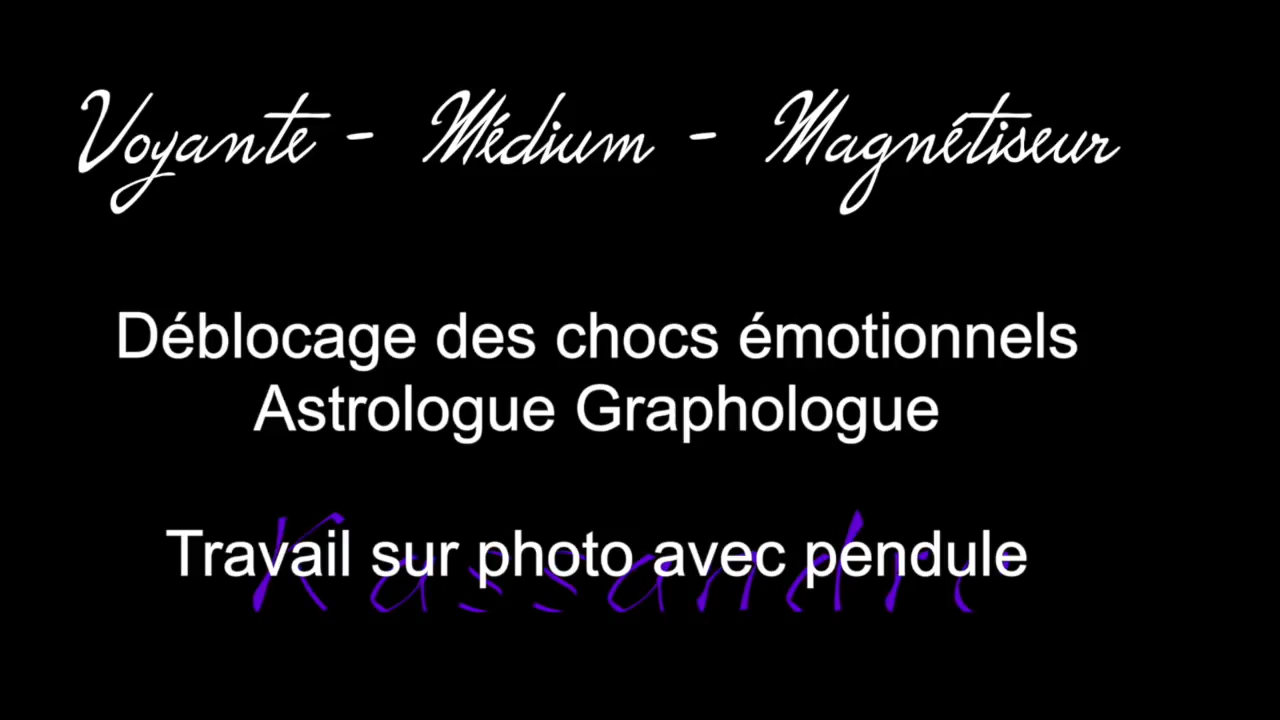 Voyante - Médium - Magnétiseur
Déblocage des chocs émotionnels
Astrologue Graphologue
Travail sur photo avec pendule